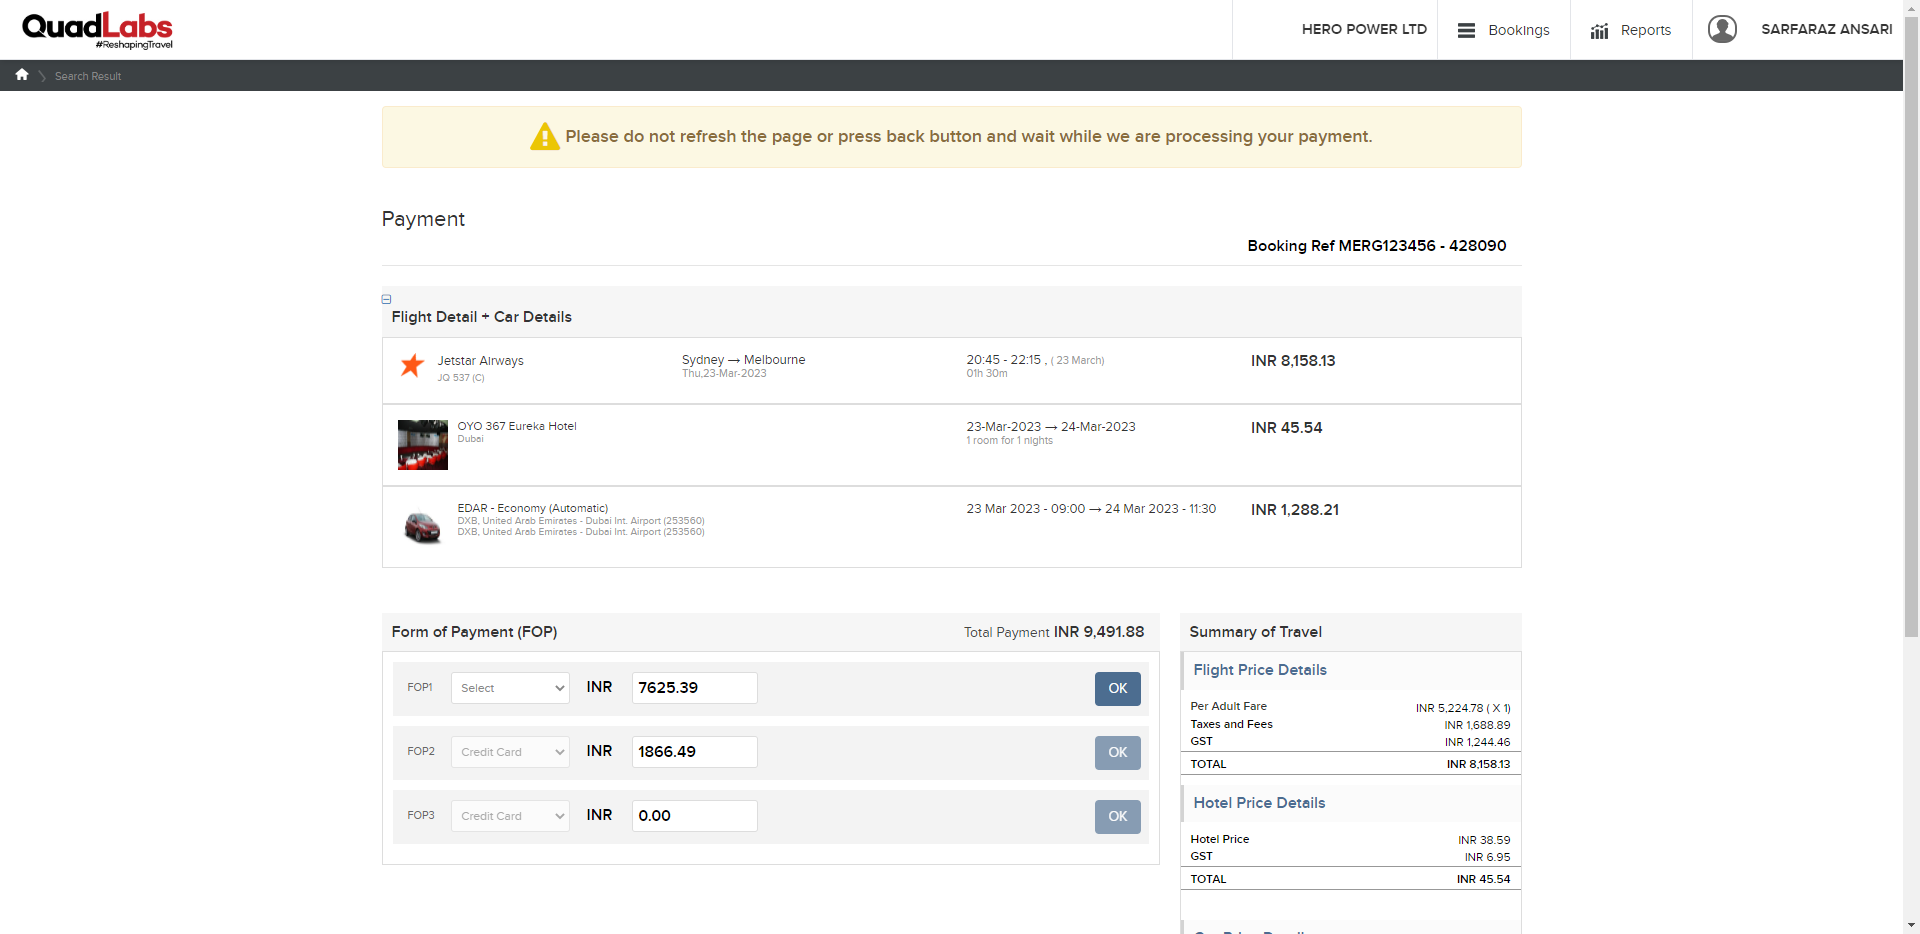 QuadLabs
#ReshapingTravel
HERO POWER LTD
Bookings
Reports
SARFARAZ ANSARI
Search Result
Please do not refresh the page or press back button and wait while we are processing your payment.
Payment
Booking Ref MERG123456 - 428090
Flight Detail + Car Details
Jetstar Airways
JQ 537 (C)
Sydney → Melbourne
Thu,23-Mar-2023
20:45 - 22:15 , ( 23 March)
01h 30m
INR 8,158.13
OYO 367 Eureka Hotel
Dubai
23-Mar-2023 → 24-Mar-2023
1 room for 1 nights
INR 45.54
EDAR - Economy (Automatic)
DXB, United Arab Emirates - Dubai Int. Airport (253560)
DXB, United Arab Emirates - Dubai Int. Airport (253560)
23 Mar 2023 - 09:00 → 24 Mar 2023 - 11:30
INR 1,288.21
Form of Payment (FOP)
Total Payment INR 9,491.88
FOP1 Select INR 7625.39 OK
FOP2 Credit Card INR 1866.49 OK
FOP3 Credit Card INR 0.00 OK
Summary of Travel
Flight Price Details
Per Adult Fare INR 5,224.78 ( X 1)
Taxes and Fees INR 1,688.89
GST INR 1,244.46
TOTAL INR 8,158.13
Hotel Price Details
Hotel Price INR 38.59
GST INR 6.95
TOTAL INR 45.54